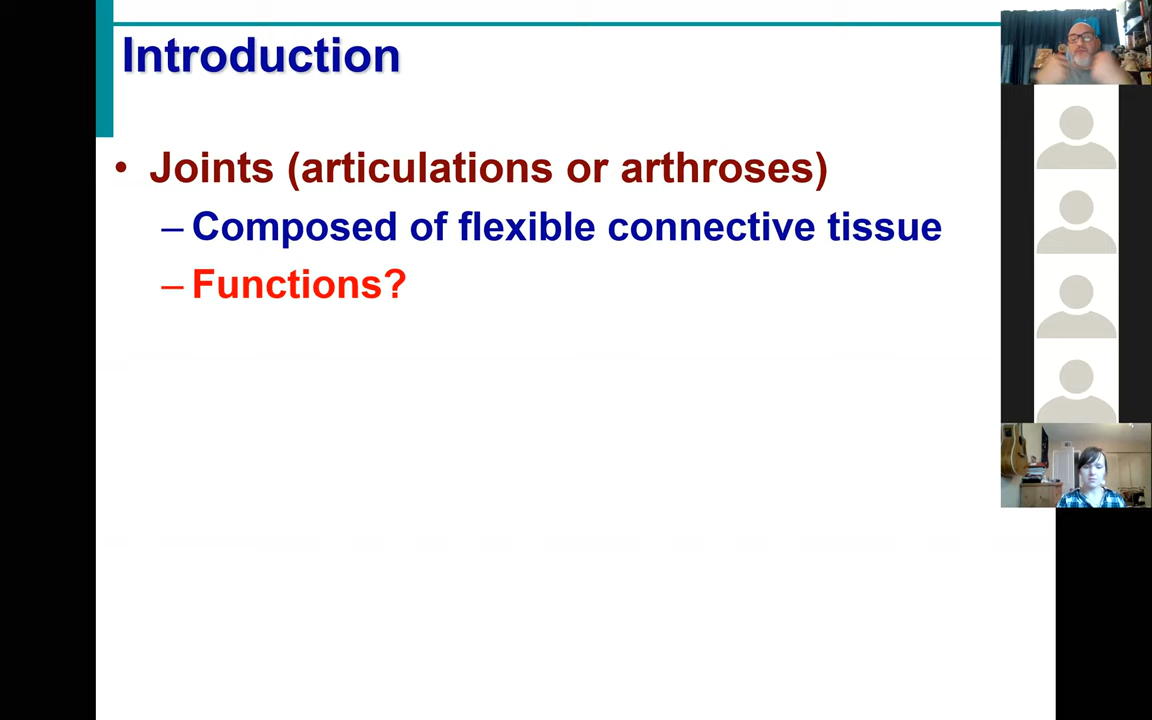 Introduction
• Joints (articulations or arthroses)
– Composed of flexible connective tissue
– Functions?